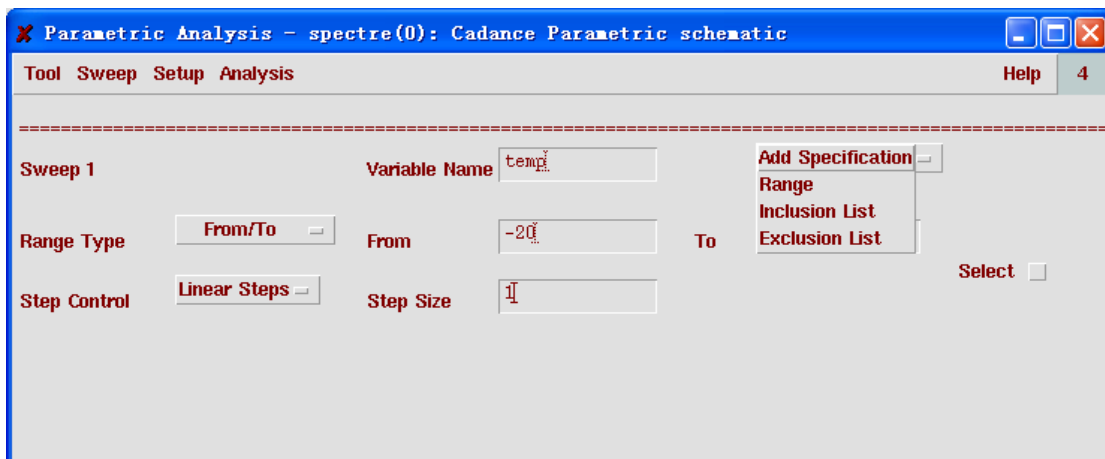 Parametric Analysis - spectre(0): Cadance Parametric schematic
Tool Sweep Setup Analysis Help 4
=====================================================================================================
Sweep 1 Variable Name temp Add Specification
Range
Inclusion List
Exclusion List
Range Type From/To From -20 To
Select
Step Control Linear Steps Step Size 1